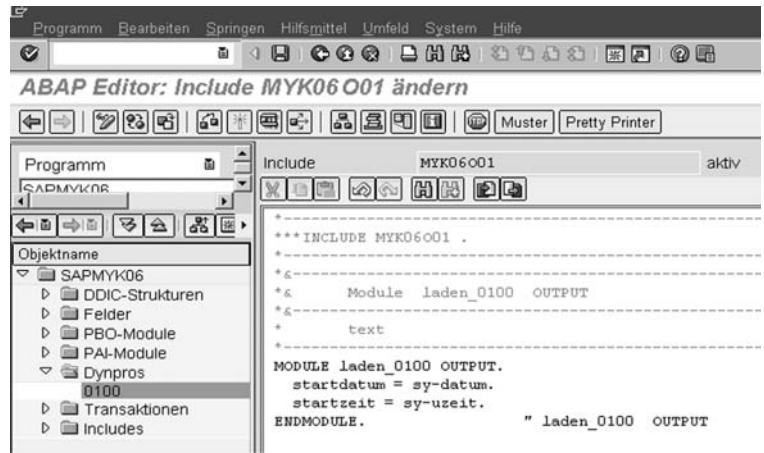 Programm Bearbeiten Springen Hilfsmittel Umfeld System Hilfe
ABAP Editor: Include MYK06O01 ändern
Muster Pretty Printer
Programm
SAPMYK06
Include MYK06O01 aktiv
Objektname
SAPMYK06
DDIC-Strukturen
Felder
PBO-Module
PAI-Module
Dynpros
0100
Transaktionen
Includes
*----------------------------------------------------------------------
***INCLUDE MYK06O01 .
*----------------------------------------------------------------------
*&---------------------------------------------------------------------
*& Module laden_0100 OUTPUT
*&---------------------------------------------------------------------
* text
*----------------------------------------------------------------------
MODULE laden_0100 OUTPUT.
startdatum = sy-datum.
startzeit = sy-uzeit.
ENDMODULE. " laden_0100 OUTPUT